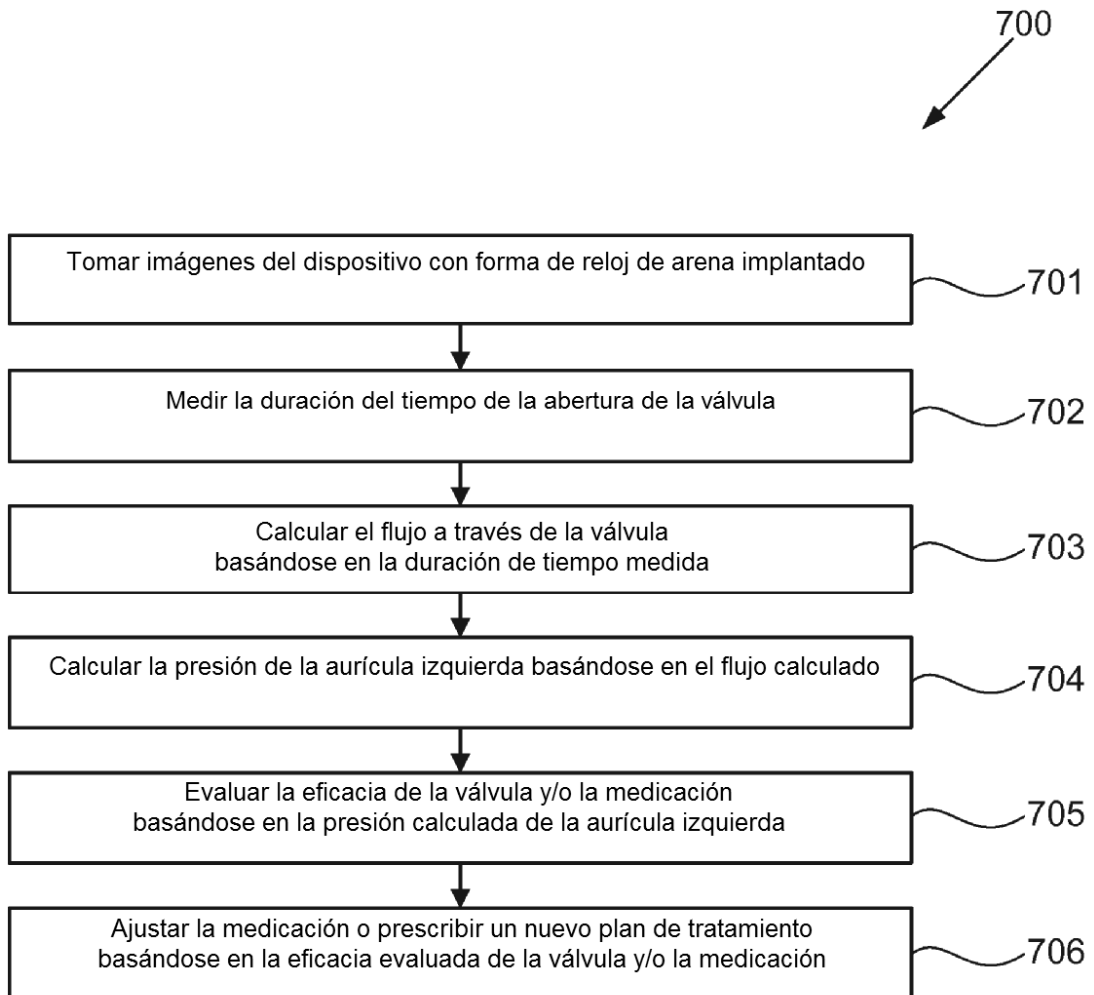 700
Tomar imágenes del dispositivo con forma de reloj de arena implantado
701
Medir la duración del tiempo de la abertura de la válvula
702
Calcular el flujo a través de la válvula
basándose en la duración de tiempo medida
703
Calcular la presión de la aurícula izquierda basándose en el flujo calculado
704
Evaluar la eficacia de la válvula y/o la medicación
basándose en la presión calculada de la aurícula izquierda
705
Ajustar la medicación o prescribir un nuevo plan de tratamiento
basándose en la eficacia evaluada de la válvula y/o la medicación
706